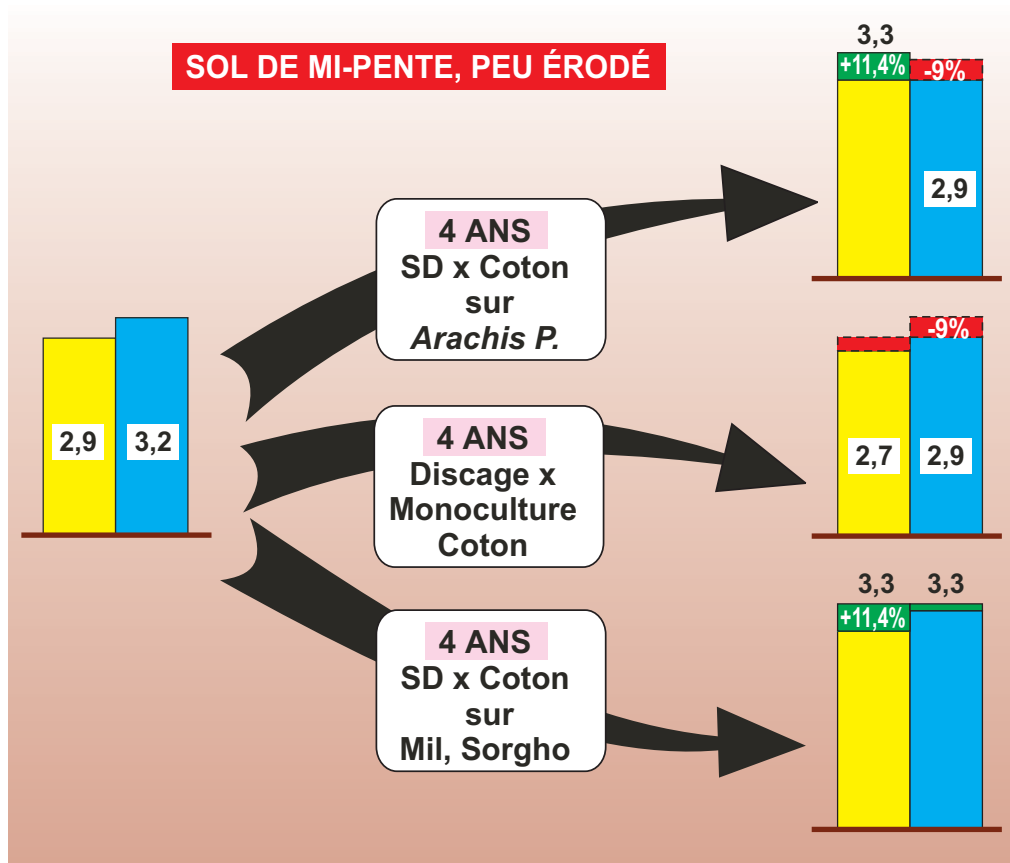 SOL DE MI-PENTE, PEU ÉRODÉ
3,3
+11,4%
-9%
2,9
4 ANS
SD x Coton
sur
Arachis P.
2,9
3,2
4 ANS
Discage x
Monoculture
Coton
-9%
2,7
2,9
4 ANS
SD x Coton
sur
Mil, Sorgho
3,3
3,3
+11,4%